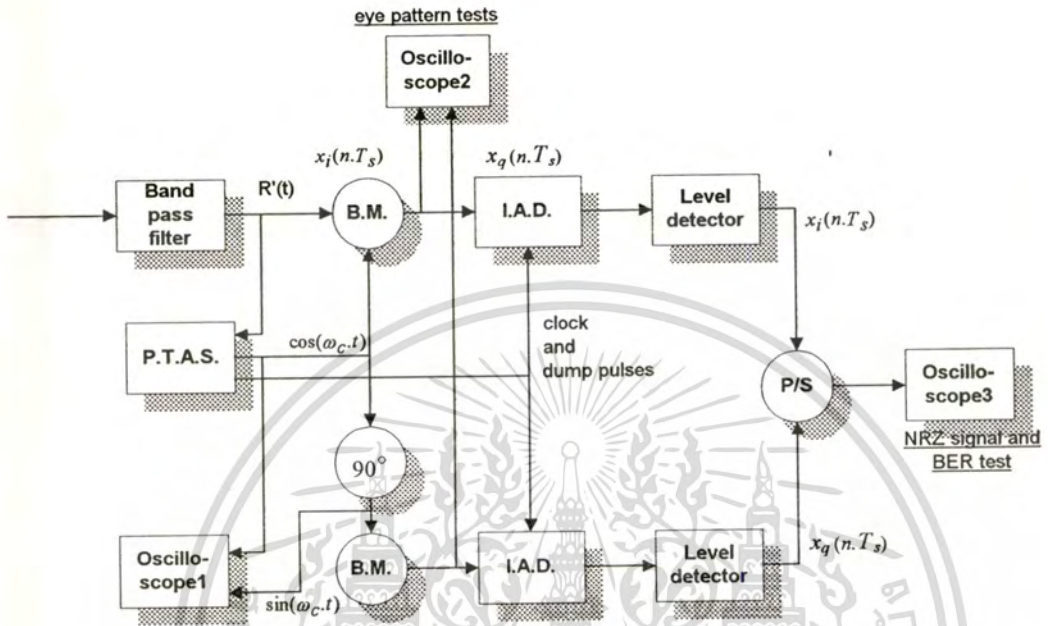 eye pattern tests
Oscillo-
scope2
x_i(n.T_s)
x_q(n.T_s)
Band
pass
filter
R'(t)
B.M.
I.A.D.
Level
detector
x_i(n.T_s)
P.T.A.S.
cos(ω_C.t)
clock
and
dump pulses
P/S
Oscillo-
scope3
NRZ signal and
BER test
90°
Oscillo-
scope1
sin(ω_C.t)
B.M.
I.A.D.
Level
detector
x_q(n.T_s)